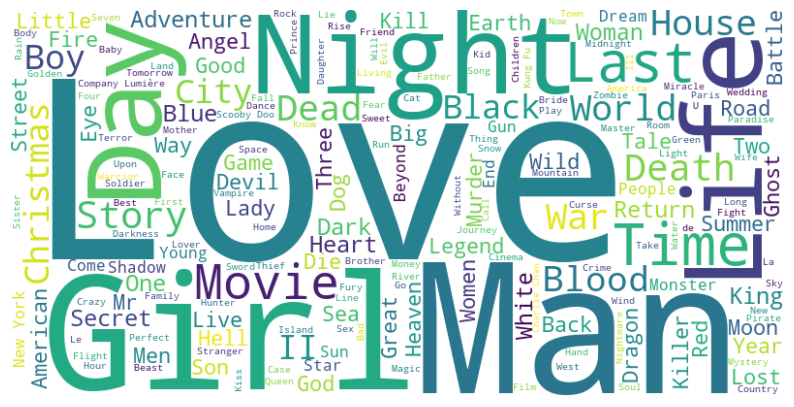 Little
Seven
Adventure
Kill
Rock
Lie
Friend
Earth
Dream
Town
Now
House
Body
Rain
Fire
Baby
Angel
Night
Prince
Rise
Will
Evil
Woman
Midnight
III
Battle
Boy
Golden
Land
Tomorrow
Good
Daughter
Living
Father
Kid
Song
Children
Kung Fu
Last
Life
Street
Day
City
Company
Lumière
Four
Fall
Dance
Fear
Cat
Zombie
America
Miracle
Paris
Wedding
U
Eye
Terror
Mother
Blue
Scooby Doo
Dead
Sweet
Black
Bride
Play
World
Master
Room
Road
Paradise
Love
Way
Know
Run
Big
Gun
Thing
Snow
Green
Light
Tale
Two
Wife
Christmas
Upon
Warrior
Soldier
Face
Space
Game
Three
Beyond
Murder
End
Wild
Mountain
Death
Ghost
Devil
Vampire
Dog
Without
Curse
People
Long
Fight
Sister
Story
Best
First
Lady
Home
Dark
Call
Journey
War
Return
Water
Summer
Darkness
Lover
Heart
Legend
Cinema
Time
Take
de
La
Young
Come
Shadow
Sword
Thief
Die
Brother
Women
White
Charlie Chan
Blood
Crime
Monster
Sky
One
Movie
Money
River
Go
Girl
Man
Wind
New York
American
Crazy
Family
Mr
Hunter
Line
Fury
Sea
Great
Heaven
Back
King
New
Pirate
Secret
Live
Island
Sex
Bad
Killer
Red
Moon
Le
Flight
Perfect
Hell
II
Sun
Dragon
Nightmare
Hand
Year
Mystery
Hour
Men
Beast
Stranger
Son
Kiss
Star
God
Case
Queen
Magic
Film
West
Soul
Lost
Country